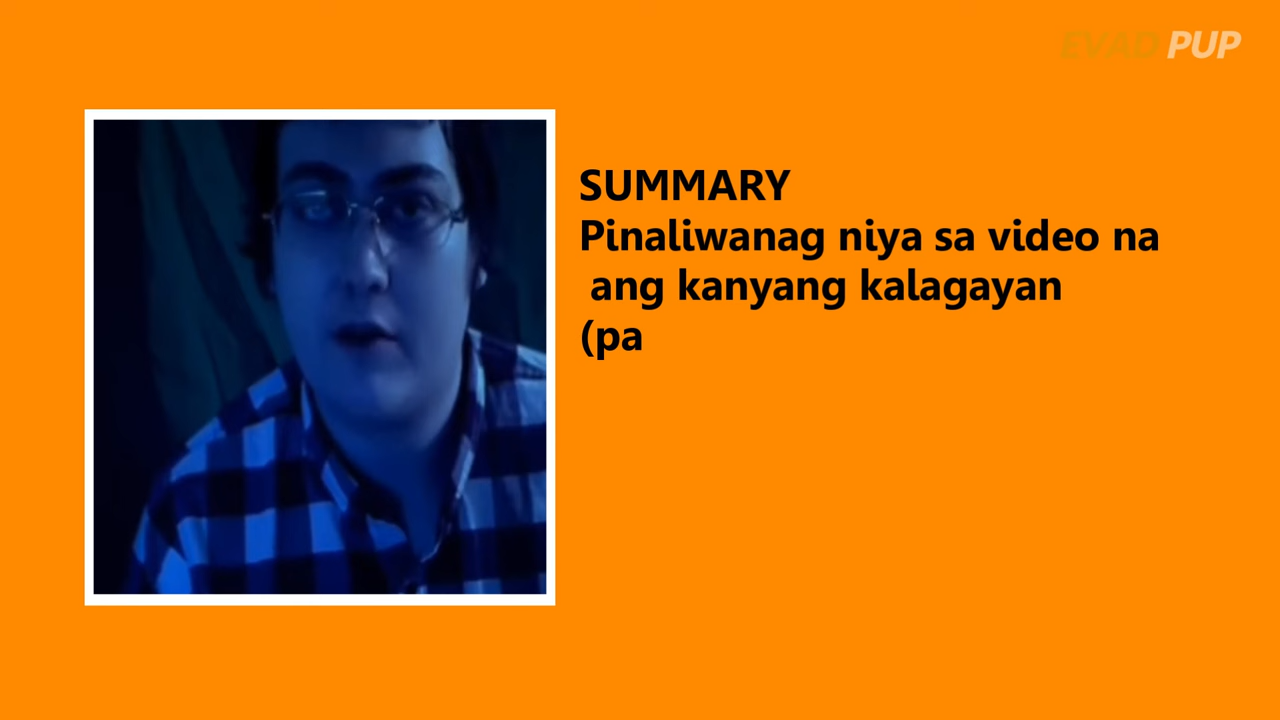 EVAD PUP
SUMMARY
Pinaliwanag niya sa video na
ang kanyang kalagayan
(pa